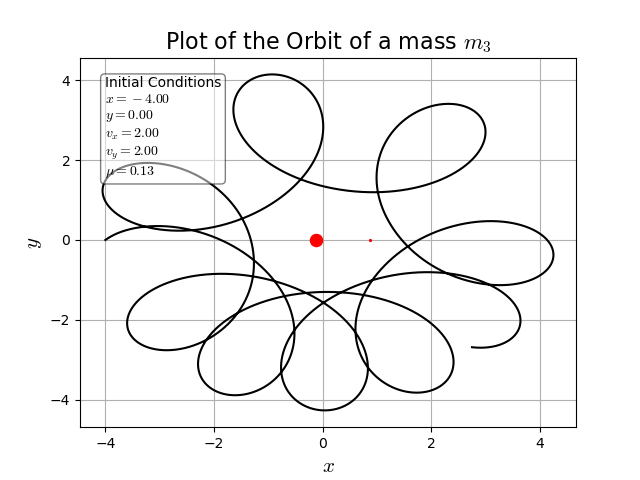 Plot of the Orbit of a mass m₃
Initial Conditions
x = −4.00
y = 0.00
vₓ = 2.00
v_y = 2.00
μ = 0.13
4
2
0
−2
−4
y
−4
−2
0
2
4
x